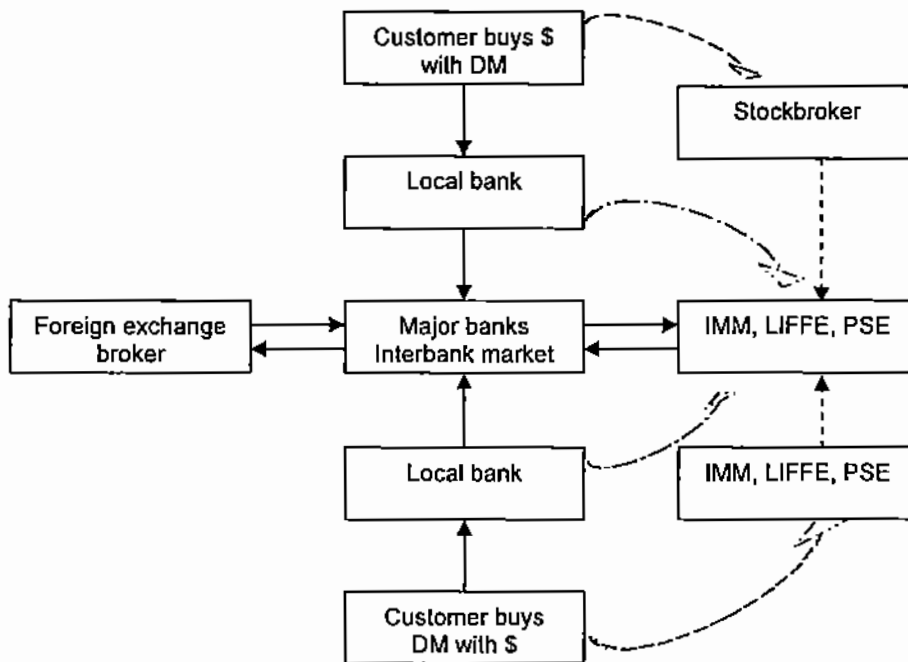 Customer buys $
with DM
Stockbroker
Local bank
Foreign exchange
broker
Major banks
Interbank market
IMM, LIFFE, PSE
Local bank
IMM, LIFFE, PSE
Customer buys
DM with $